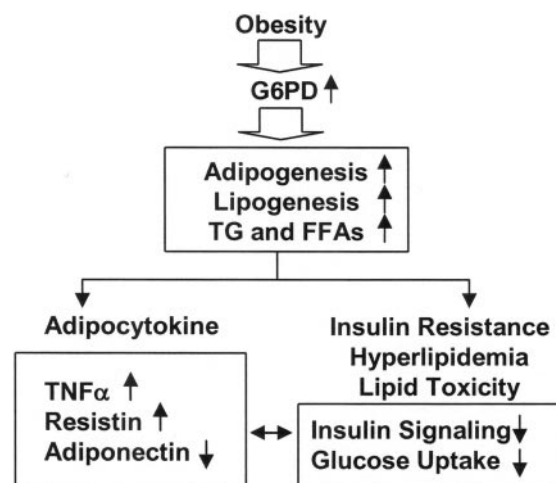 Obesity
G6PD ↑
Adipogenesis ↑
Lipogenesis ↑
TG and FFAs ↑
Adipocytokine
TNFα ↑
Resistin ↑
Adiponectin ↓
Insulin Resistance
Hyperlipidemia
Lipid Toxicity
Insulin Signaling ↓
Glucose Uptake ↓